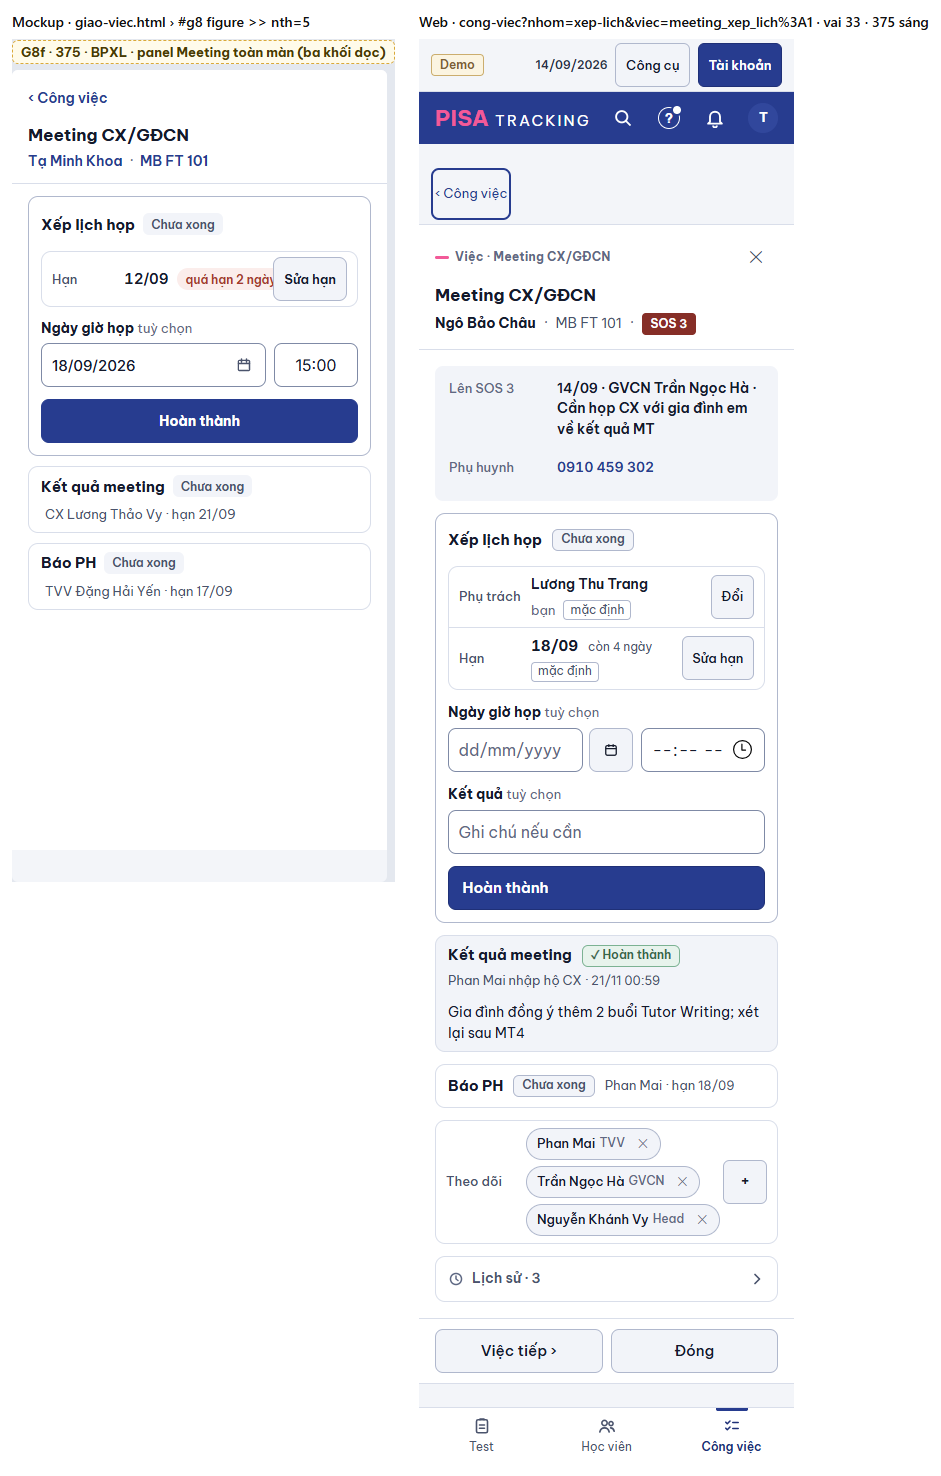 Mockup · giao-viec.html › #g8 figure >> nth=5
G8f · 375 · BPXL · panel Meeting toàn màn (ba khối dọc)
‹ Công việc
Meeting CX/GĐCN
Tạ Minh Khoa · MB FT 101
Xếp lịch họp Chưa xong
Hạn 12/09 quá hạn 2 ngày Sửa hạn
Ngày giờ họp tuỳ chọn
18/09/2026 15:00
Hoàn thành
Kết quả meeting Chưa xong
CX Lương Thảo Vy · hạn 21/09
Báo PH Chưa xong
TVV Đặng Hải Yến · hạn 17/09
Web · cong-viec?nhom=xep-lich&viec=meeting_xep_lich%3A1 · vai 33 · 375 sáng
Demo 14/09/2026 Công cụ Tài khoản
PISA TRACKING ? T
‹ Công việc
Việc · Meeting CX/GĐCN
Meeting CX/GĐCN
Ngô Bảo Châu · MB FT 101 · SOS 3
Lên SOS 3 14/09 · GVCN Trần Ngọc Hà ·
Cần họp CX với gia đình em
về kết quả MT
Phụ huynh 0910 459 302
Xếp lịch họp Chưa xong
Phụ trách Lương Thu Trang
bạn mặc định
Đổi
Hạn 18/09 còn 4 ngày
mặc định
Sửa hạn
Ngày giờ họp tuỳ chọn
dd/mm/yyyy --:-- --
Kết quả tuỳ chọn
Ghi chú nếu cần
Hoàn thành
Kết quả meeting ✓ Hoàn thành
Phan Mai nhập hộ CX · 21/11 00:59
Gia đình đồng ý thêm 2 buổi Tutor Writing; xét
lại sau MT4
Báo PH Chưa xong Phan Mai · hạn 18/09
Theo dõi
Phan Mai TVV
Trần Ngọc Hà GVCN
Nguyễn Khánh Vy Head
+
Lịch sử · 3
Việc tiếp › Đóng
Test Học viên Công việc